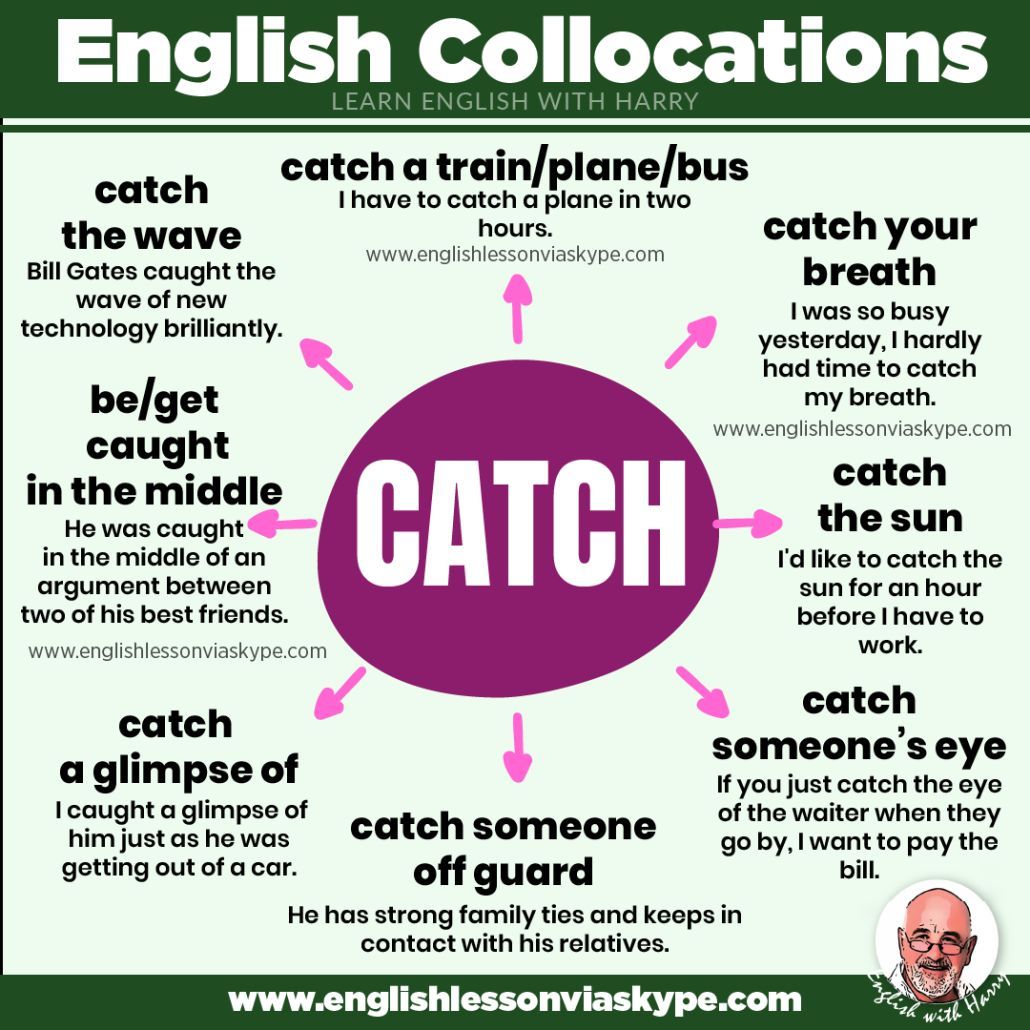 English Collocations
LEARN ENGLISH WITH HARRY
catch a train/plane/bus
I have to catch a plane in two
hours.
www.englishlessonviaskype.com
catch
the wave
Bill Gates caught the
wave of new
technology brilliantly.
catch your
breath
I was so busy
yesterday, I hardly
had time to catch
my breath.
www.englishlessonviaskype.com
be/get
caught
in the middle
He was caught
in the middle of an
argument between
two of his best friends.
www.englishlessonviaskype.com
CATCH
catch
the sun
I'd like to catch the
sun for an hour
before I have to
work.
catch
a glimpse of
I caught a glimpse of
him just as he was
getting out of a car.
catch someone
off guard
He has strong family ties and keeps in
contact with his relatives.
catch
someone’s eye
If you just catch the eye
of the waiter when they
go by, I want to pay the
bill.
English with Harry
www.englishlessonviaskype.com